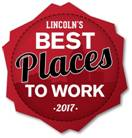 LINCOLN'S
BEST
Places
TO WORK
·2017·